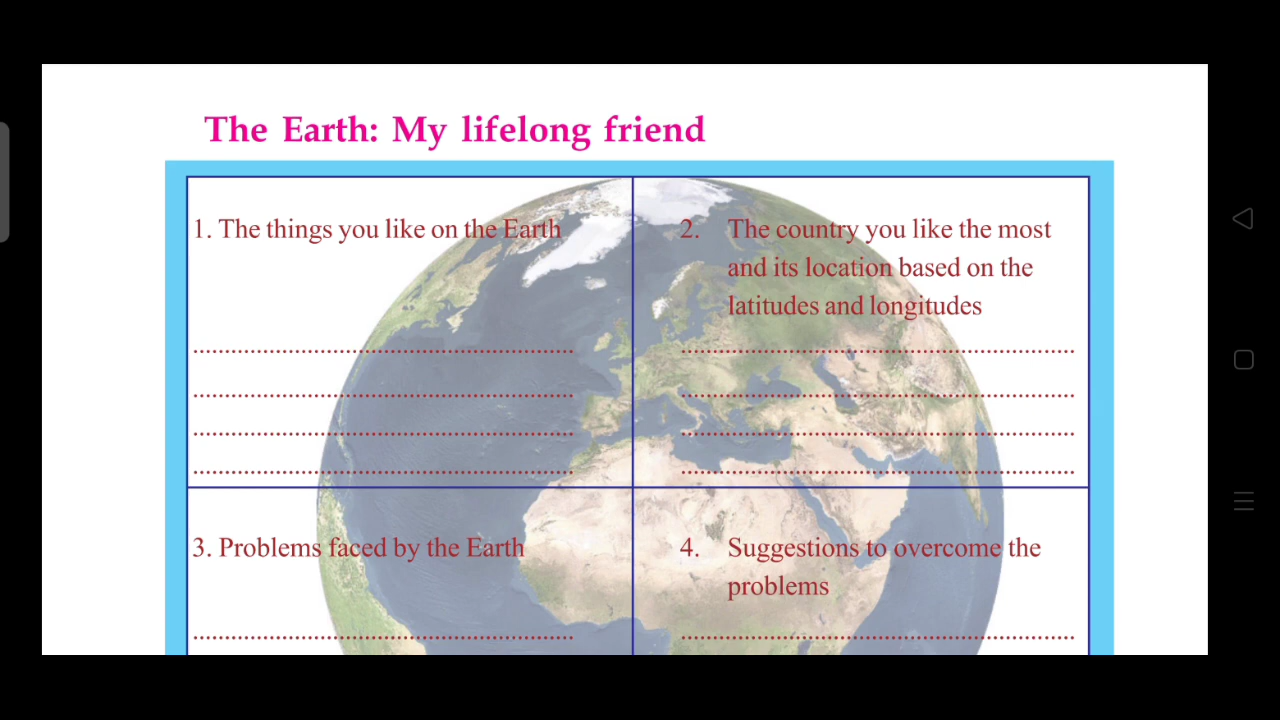 The Earth: My lifelong friend
1. The things you like on the Earth
2. The country you like the most
and its location based on the
latitudes and longitudes
3. Problems faced by the Earth
4. Suggestions to overcome the
problems